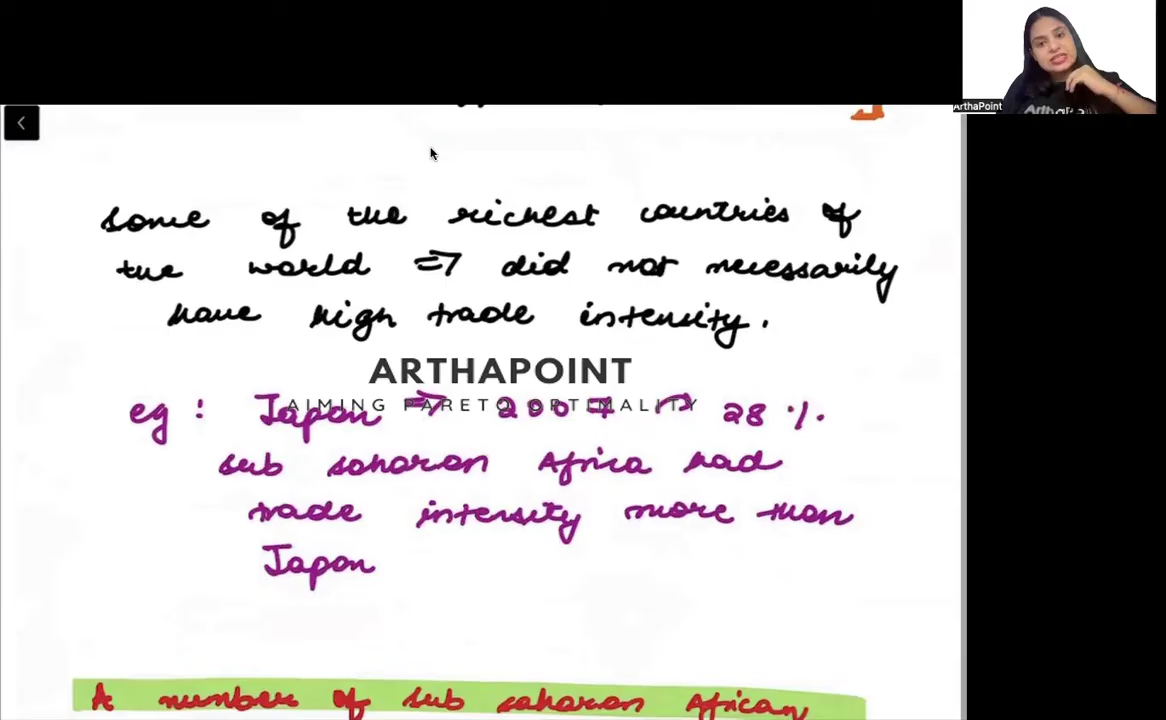 ArthaPoint
some of the richest countries of
the world => did not necessarily
have high trade intensity.
ARTHAPOINT
AIMING PARETO OPTIMALITY
eg : Japan => 2007 → 28 %.
sub saharan Africa had
trade intensity more than
Japan
A number of sub saharan African